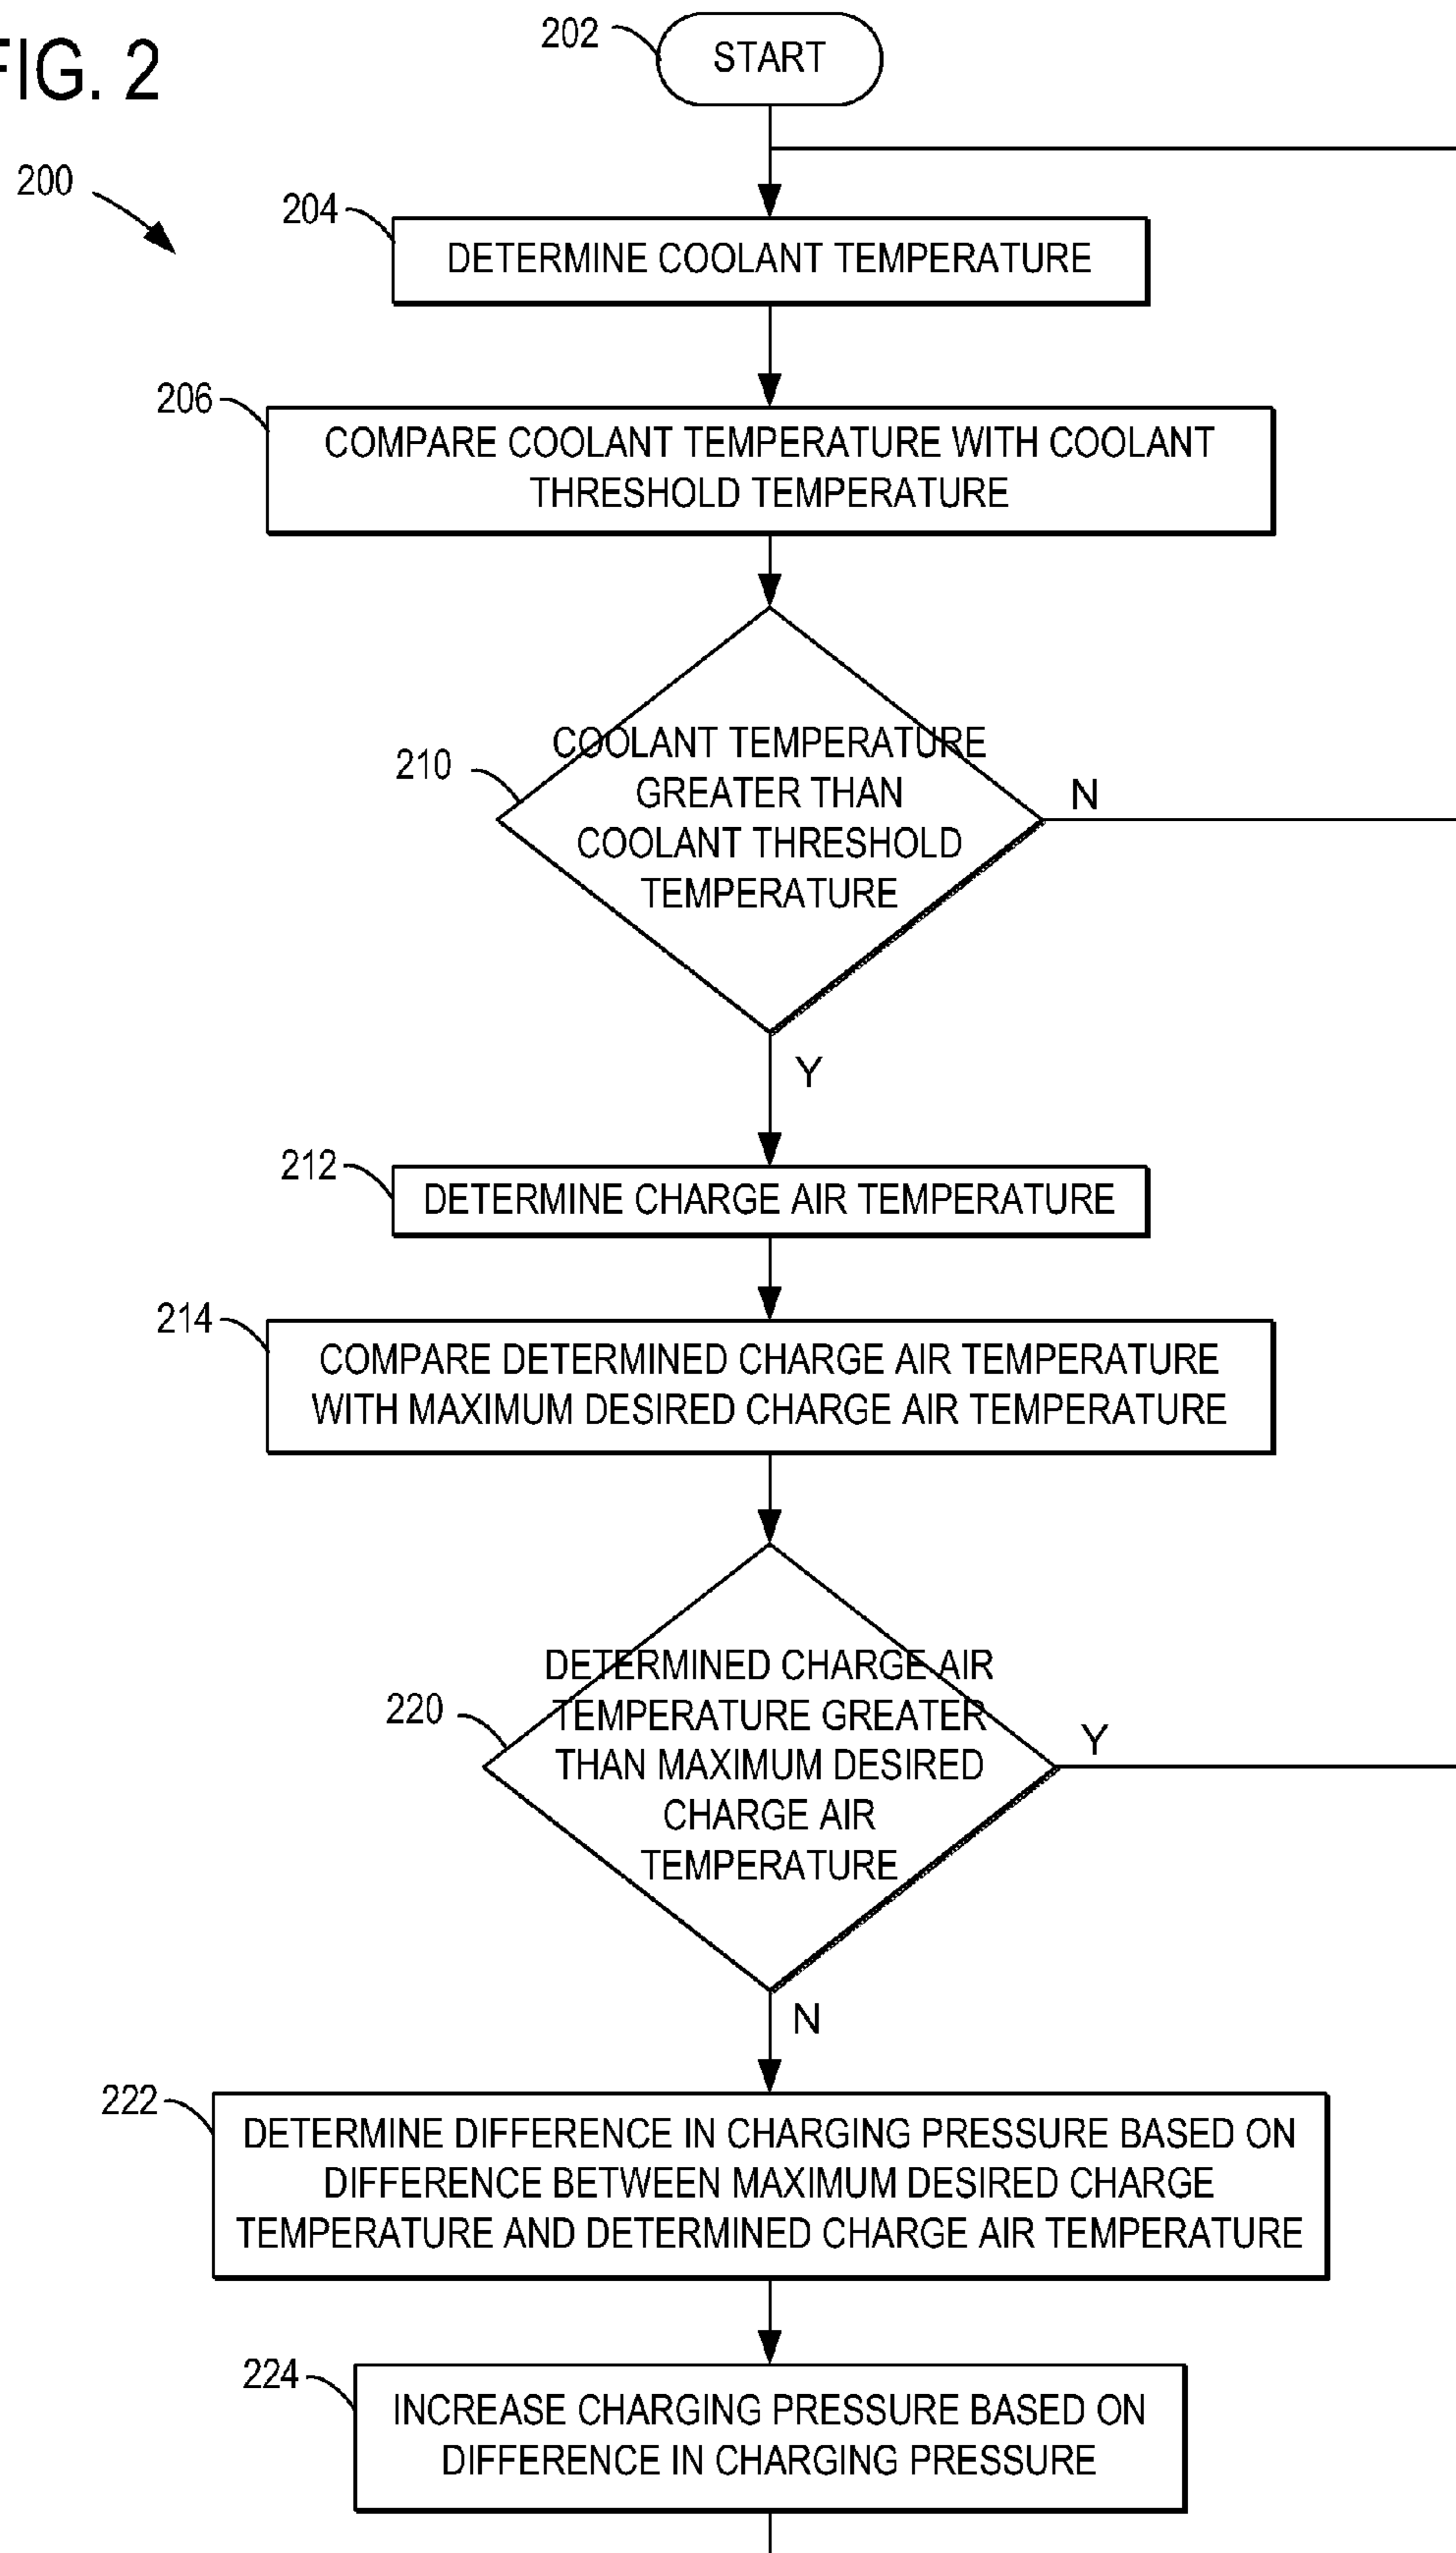 FIG. 2
202
START
200
204
DETERMINE COOLANT TEMPERATURE
206
COMPARE COOLANT TEMPERATURE WITH COOLANT
THRESHOLD TEMPERATURE
210
COOLANT TEMPERATURE
GREATER THAN
COOLANT THRESHOLD
TEMPERATURE
N
Y
212
DETERMINE CHARGE AIR TEMPERATURE
214
COMPARE DETERMINED CHARGE AIR TEMPERATURE
WITH MAXIMUM DESIRED CHARGE AIR TEMPERATURE
220
DETERMINED CHARGE AIR
TEMPERATURE GREATER
THAN MAXIMUM DESIRED
CHARGE AIR
TEMPERATURE
Y
N
222
DETERMINE DIFFERENCE IN CHARGING PRESSURE BASED ON
DIFFERENCE BETWEEN MAXIMUM DESIRED CHARGE
TEMPERATURE AND DETERMINED CHARGE AIR TEMPERATURE
224
INCREASE CHARGING PRESSURE BASED ON
DIFFERENCE IN CHARGING PRESSURE